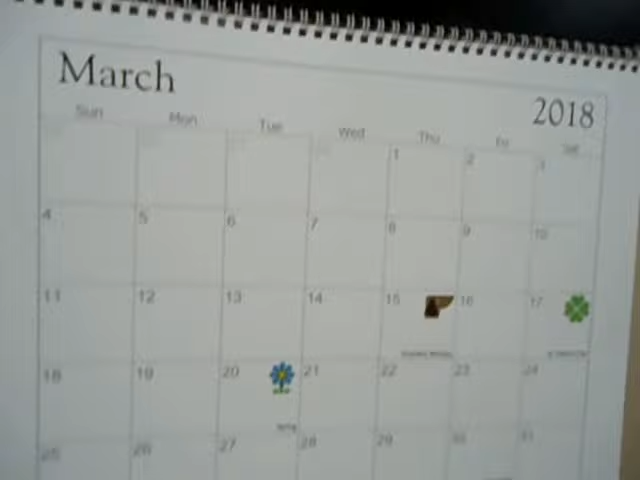 March
2018
Sun Mon Tue Wed Thu Fri Sat
1 2 3
4 5 6 7 8 9 10
11 12 13 14 15 16 17
18 19 20 21 22 23 24
Spring
25 26 27 28 29 30 31